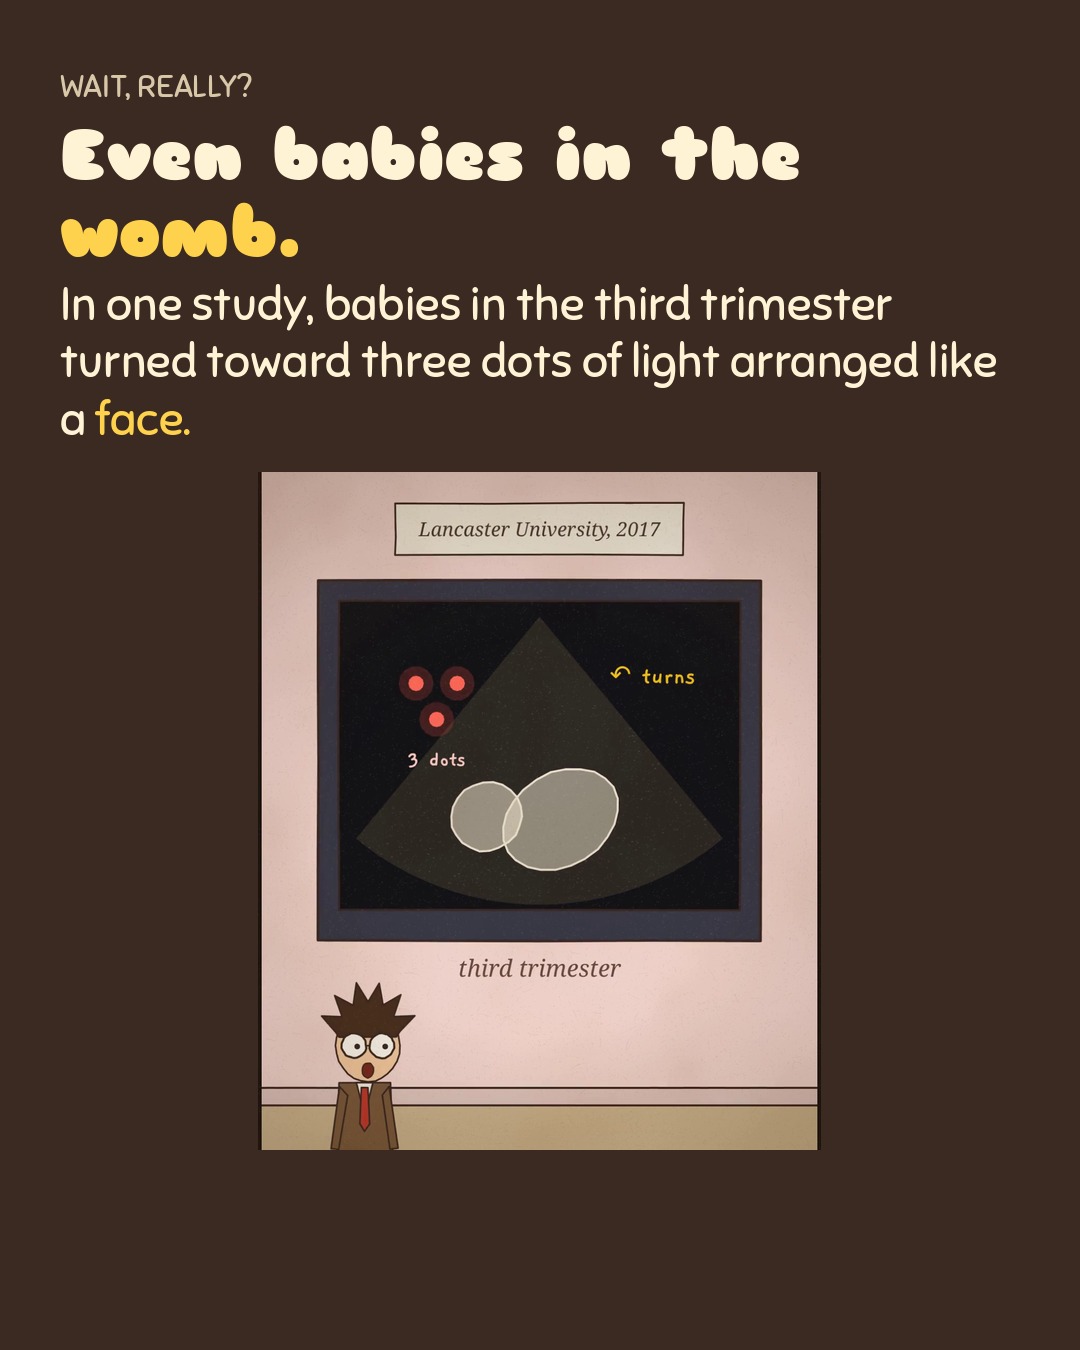 WAIT, REALLY?
Even babies in the
womb.
In one study, babies in the third trimester
turned toward three dots of light arranged like
a face.
Lancaster University, 2017
↶ turns
3 dots
third trimester